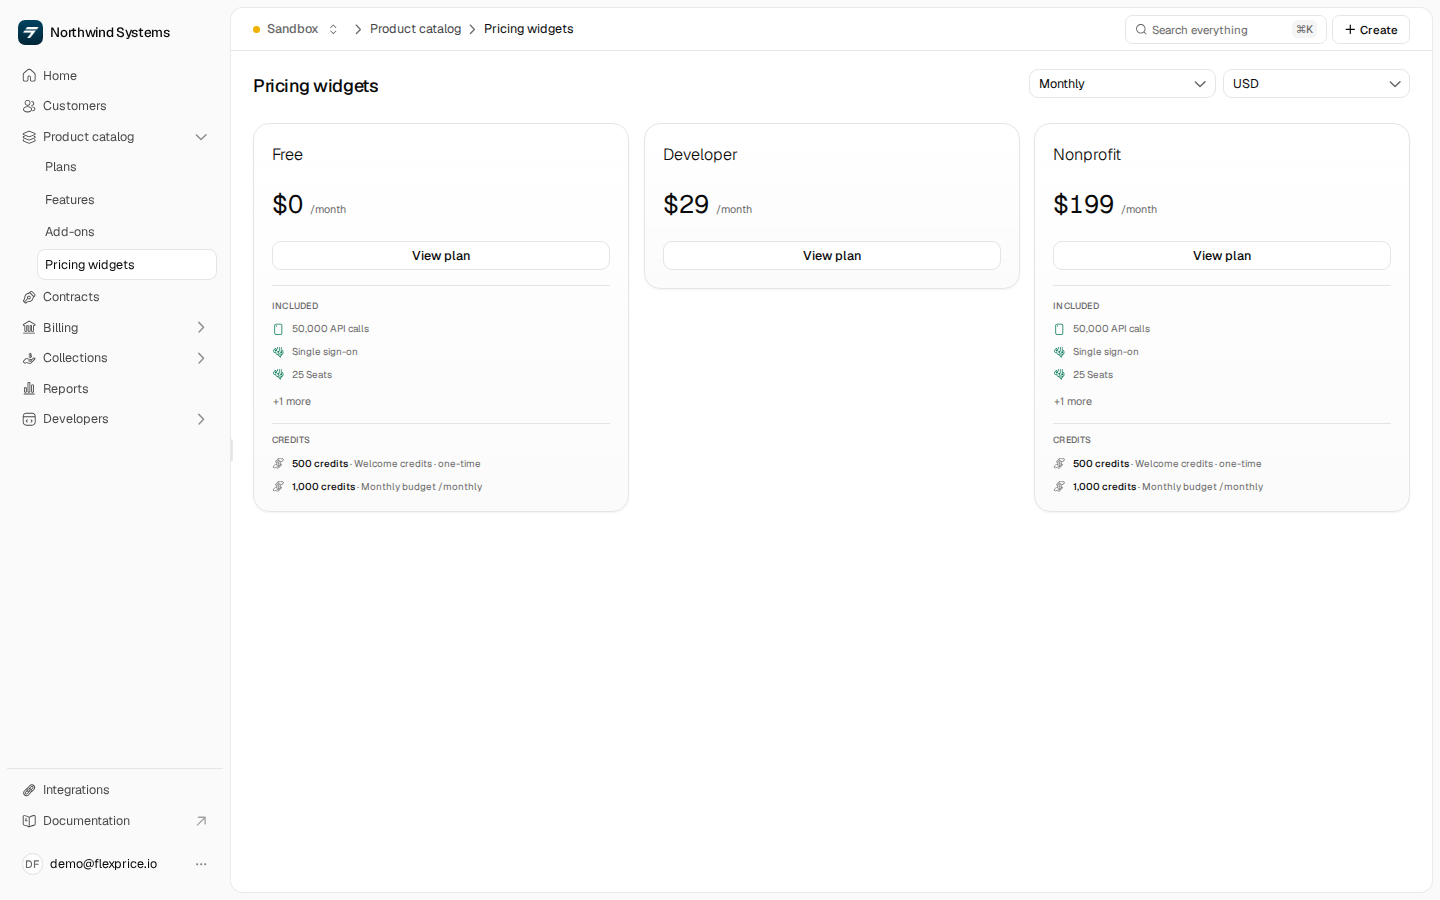 Northwind Systems
Home
Customers
Product catalog
Plans
Features
Add-ons
Pricing widgets
Contracts
Billing
Collections
Reports
Developers
Integrations
Documentation
DF demo@flexprice.io
Sandbox Product catalog Pricing widgets
Search everything ⌘K
Create
Pricing widgets
Monthly
USD
Free
$0 /month
View plan
INCLUDED
50,000 API calls
Single sign-on
25 Seats
+1 more
CREDITS
500 credits · Welcome credits · one-time
1,000 credits · Monthly budget /monthly
Developer
$29 /month
View plan
Nonprofit
$199 /month
View plan
INCLUDED
50,000 API calls
Single sign-on
25 Seats
+1 more
CREDITS
500 credits · Welcome credits · one-time
1,000 credits · Monthly budget /monthly